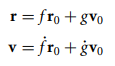 r = fr₀ + gv₀
v = ḟr₀ + ġv₀